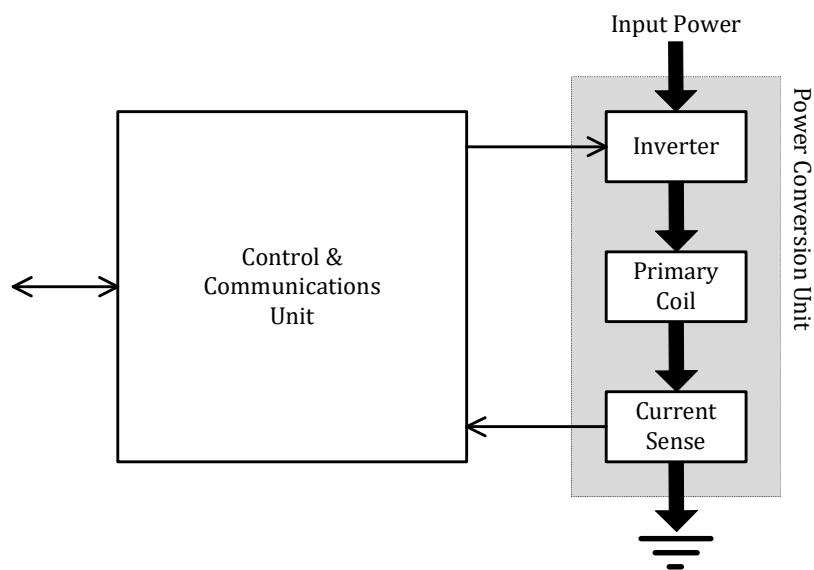 Input Power
Inverter
Control &
Communications
Unit
Primary
Coil
Current
Sense
Power Conversion Unit